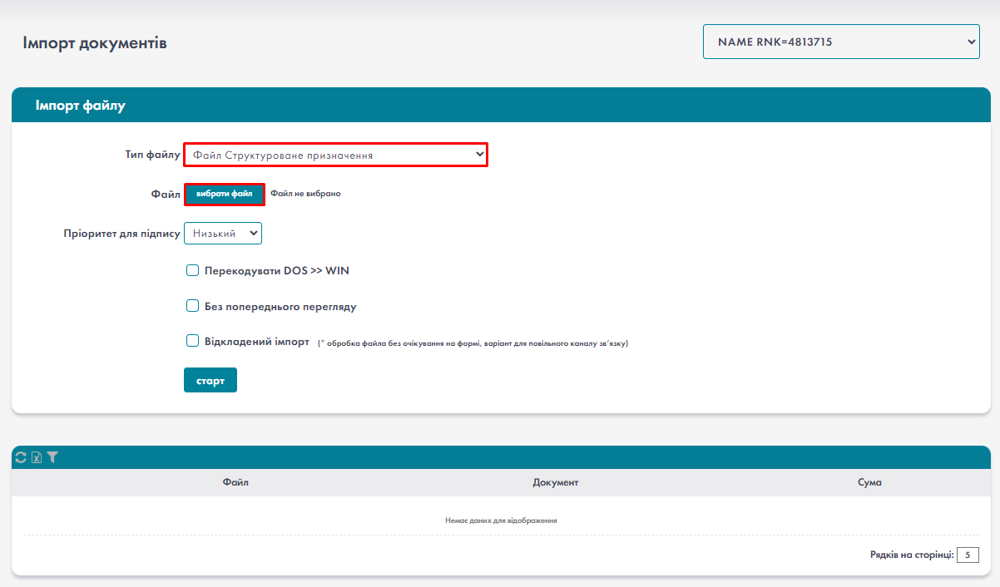 Імпорт документів
NAME RNK=4813715
Імпорт файлу
Тип файлу Файл Структуроване призначення
Файл вибрати файл Файл не вибрано
Пріоритет для підпису Низький
Перекодувати DOS >> WIN
Без попереднього перегляду
Відкладений імпорт (* обробка файла без очікування на формі, варіант для повільного каналу зв’язку)
старт
Файл Документ Сума
Немає даних для відображення
Рядків на сторінці: 5